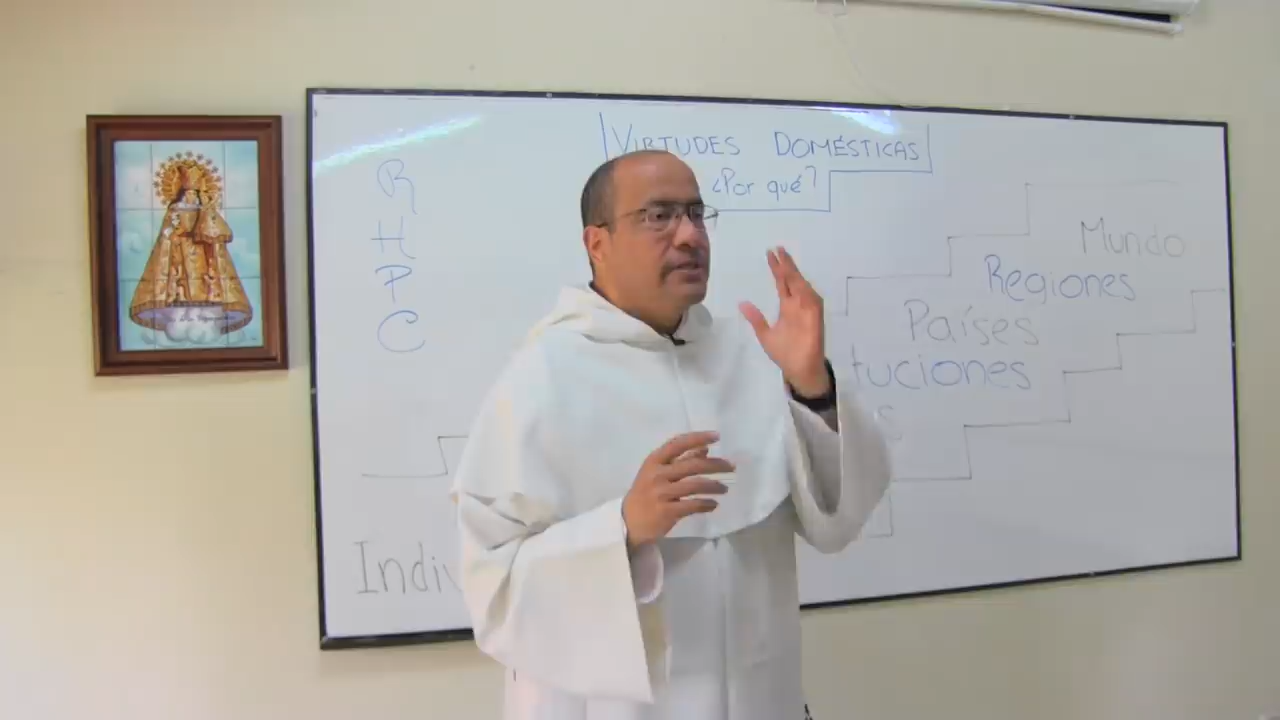 VIRTUDES DOMÉSTICAS
¿Por qué?
R
H
P
C
Mundo
Regiones
Países
tuciones
s
Indiv